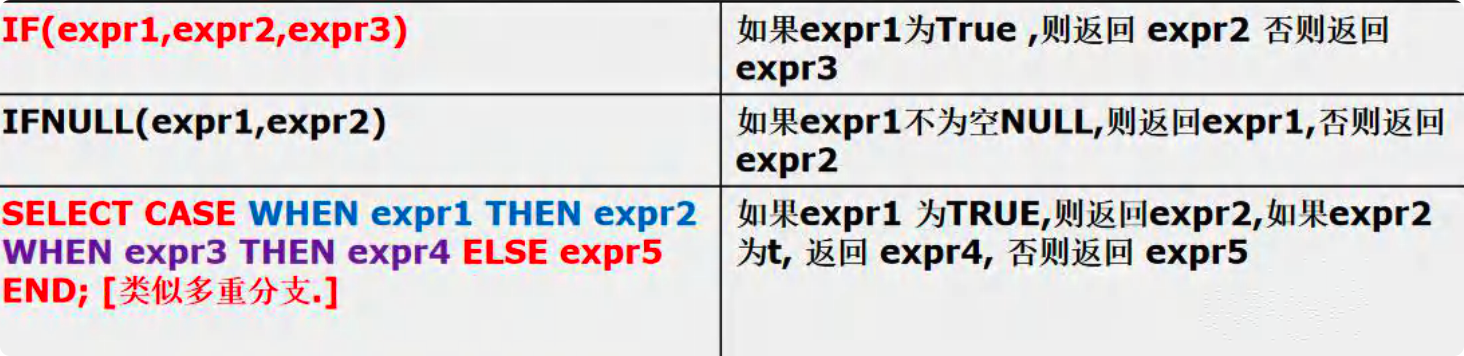 IF(expr1,expr2,expr3)
如果expr1为True ,则返回 expr2 否则返回
expr3
IFNULL(expr1,expr2)
如果expr1不为空NULL,则返回expr1,否则返回
expr2
SELECT CASE WHEN expr1 THEN expr2
WHEN expr3 THEN expr4 ELSE expr5
END; [类似多重分支.]
如果expr1 为TRUE,则返回expr2,如果expr2
为t, 返回 expr4, 否则返回 expr5